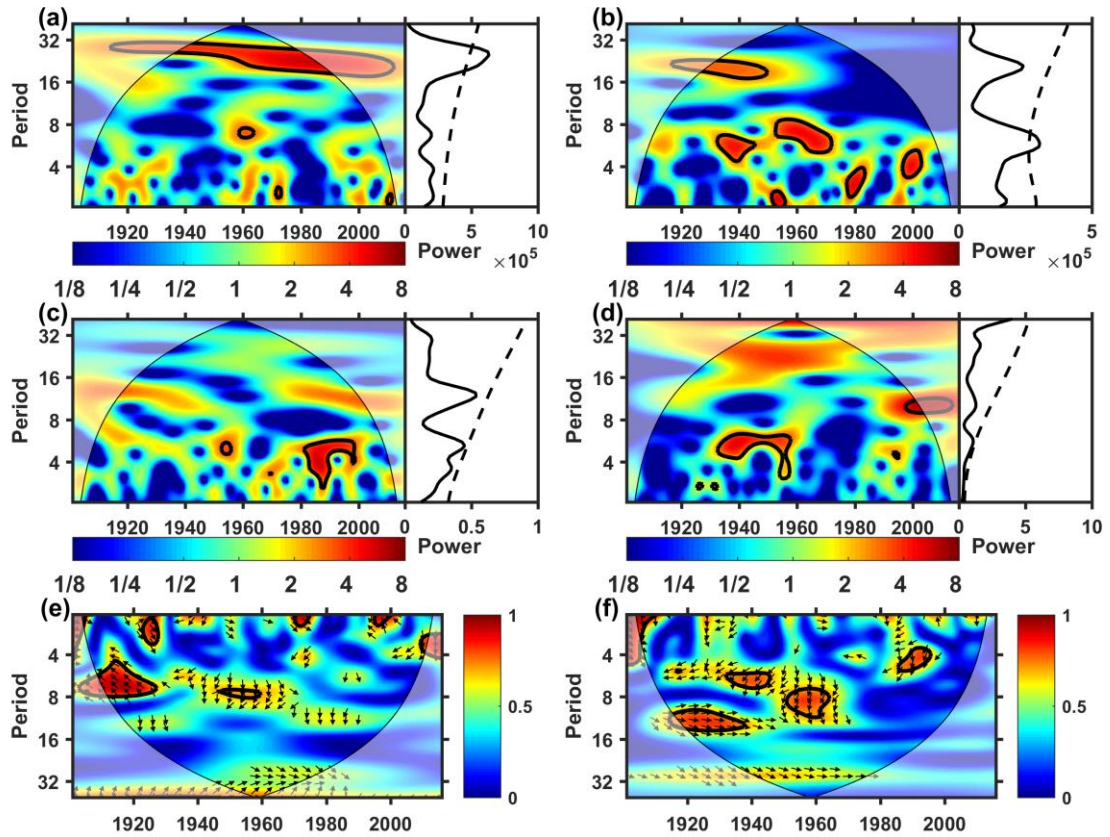 (a) (b)
Period 32 16 8 4
Period 32 16 8 4
1920 1940 1960 1980 2000 0 5 10
1920 1940 1960 1980 2000 0 5
Power ×10⁵
Power ×10⁵
1/8 1/4 1/2 1 2 4 8
1/8 1/4 1/2 1 2 4 8
(c) (d)
Period 32 16 8 4
Period 32 16 8 4
1920 1940 1960 1980 2000 0 0.5 1
1920 1940 1960 1980 2000 0 5 10
Power
Power
1/8 1/4 1/2 1 2 4 8
1/8 1/4 1/2 1 2 4 8
(e) (f)
Period 4 8 16 32
1 0.5 0
Period 4 8 16 32
1 0.5 0
1920 1940 1960 1980 2000
1920 1940 1960 1980 2000